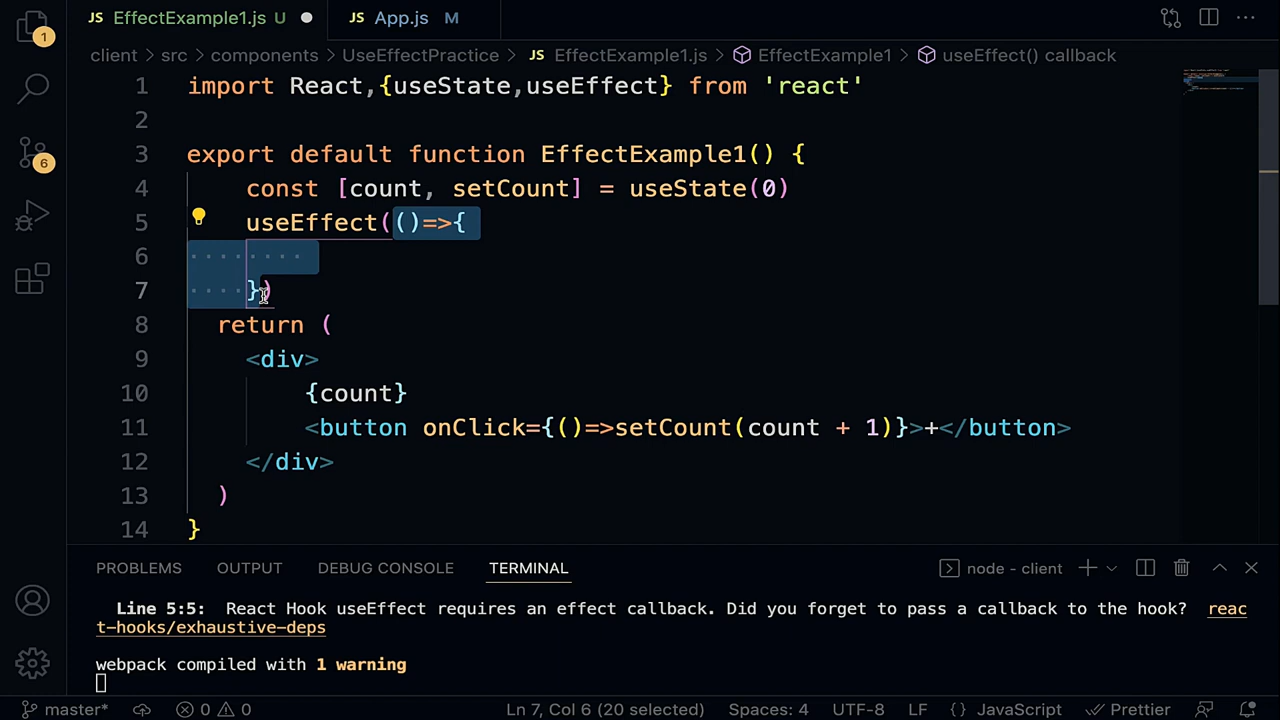 JS EffectExample1.js U
JS App.js M
1
client > src > components > UseEffectPractice > JS EffectExample1.js > EffectExample1 > useEffect() callback
1 import React,{useState,useEffect} from 'react'
2
3 export default function EffectExample1() {
4 const [count, setCount] = useState(0)
5 useEffect(()=>{
6
7 })
8 return (
9 <div>
10 {count}
11 <button onClick={()=>setCount(count + 1)}>+</button>
12 </div>
13 )
14 }
6
PROBLEMS OUTPUT DEBUG CONSOLE TERMINAL node - client
Line 5:5: React Hook useEffect requires an effect callback. Did you forget to pass a callback to the hook? reac
t-hooks/exhaustive-deps
webpack compiled with 1 warning
master* 0 0 Ln 7, Col 6 (20 selected) Spaces: 4 UTF-8 LF {} JavaScript Prettier